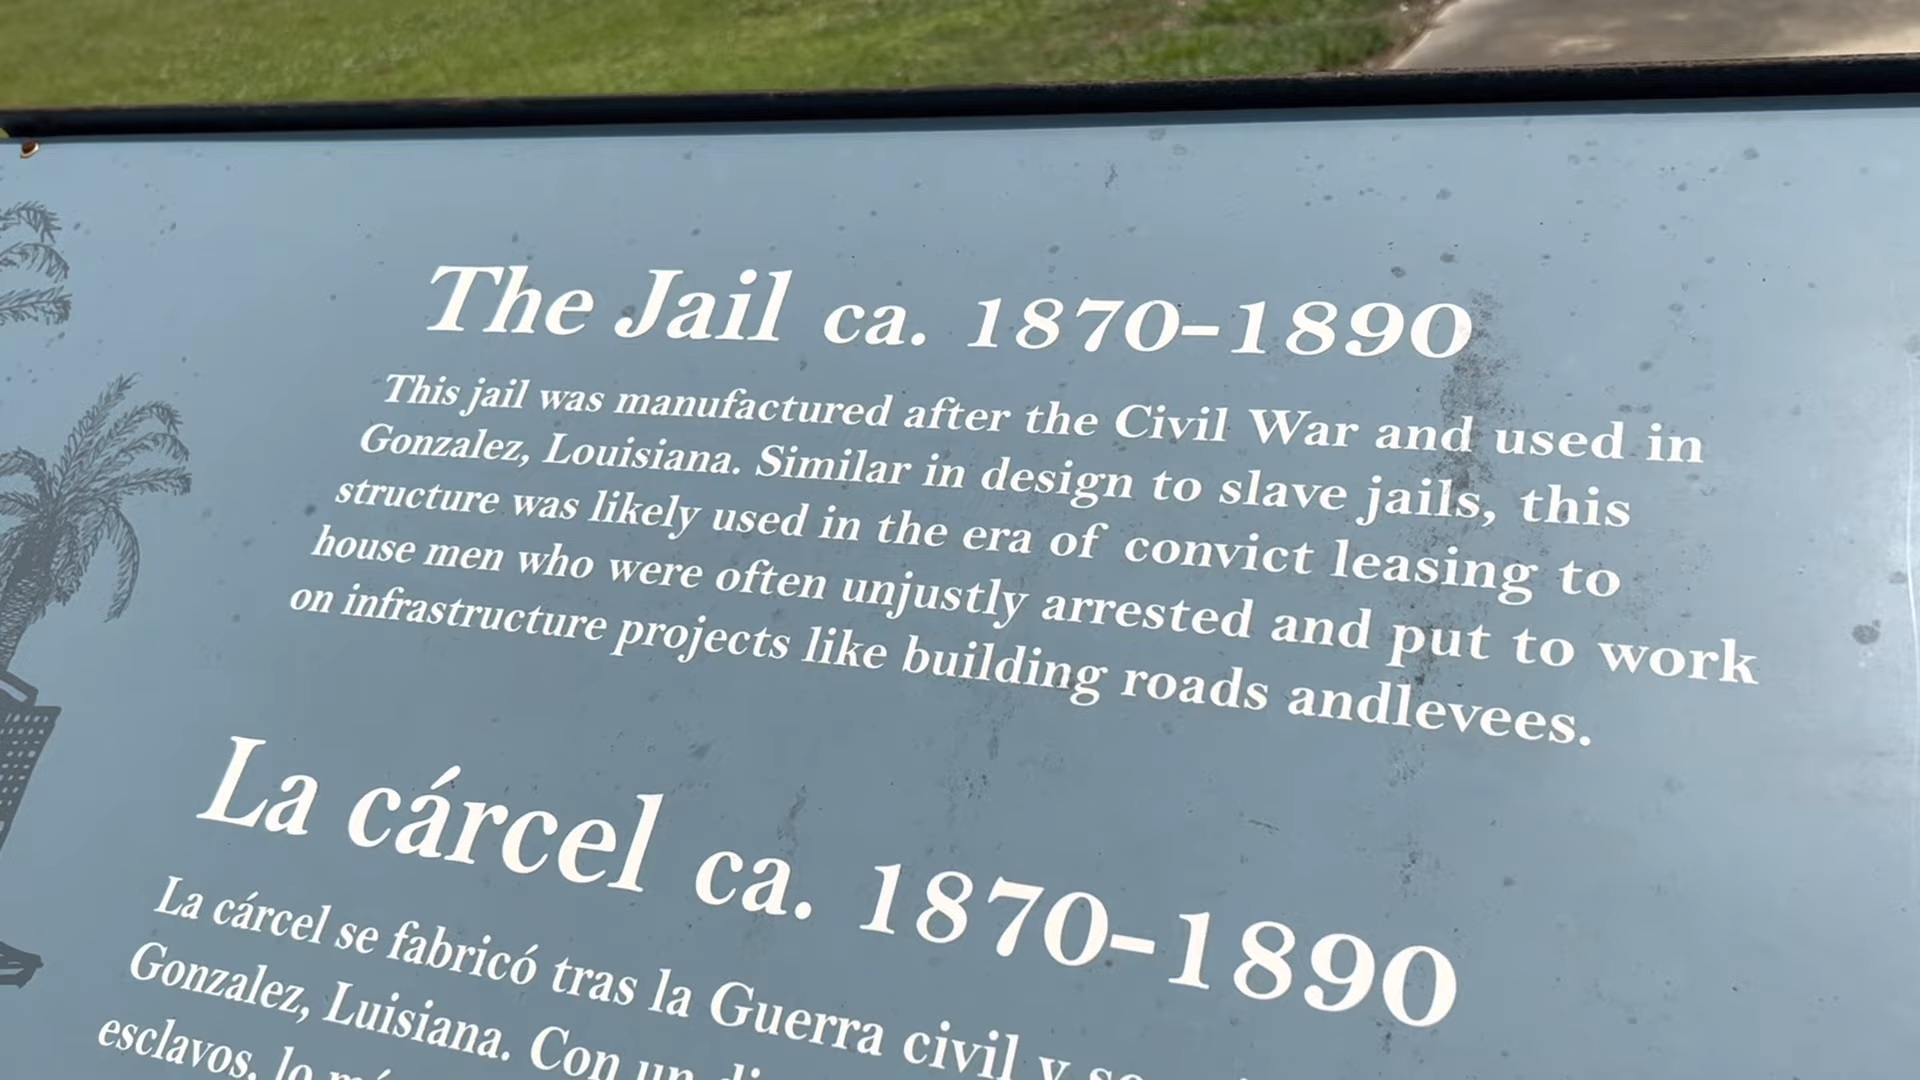 The Jail ca. 1870–1890
This jail was manufactured after the Civil War and used in
Gonzalez, Louisiana. Similar in design to slave jails, this
structure was likely used in the era of convict leasing to
house men who were often unjustly arrested and put to work
on infrastructure projects like building roads andlevees.
La cárcel ca. 1870–1890
La cárcel se fabricó tras la Guerra civil y
Gonzalez, Luisiana. Con un
esclavos, lo